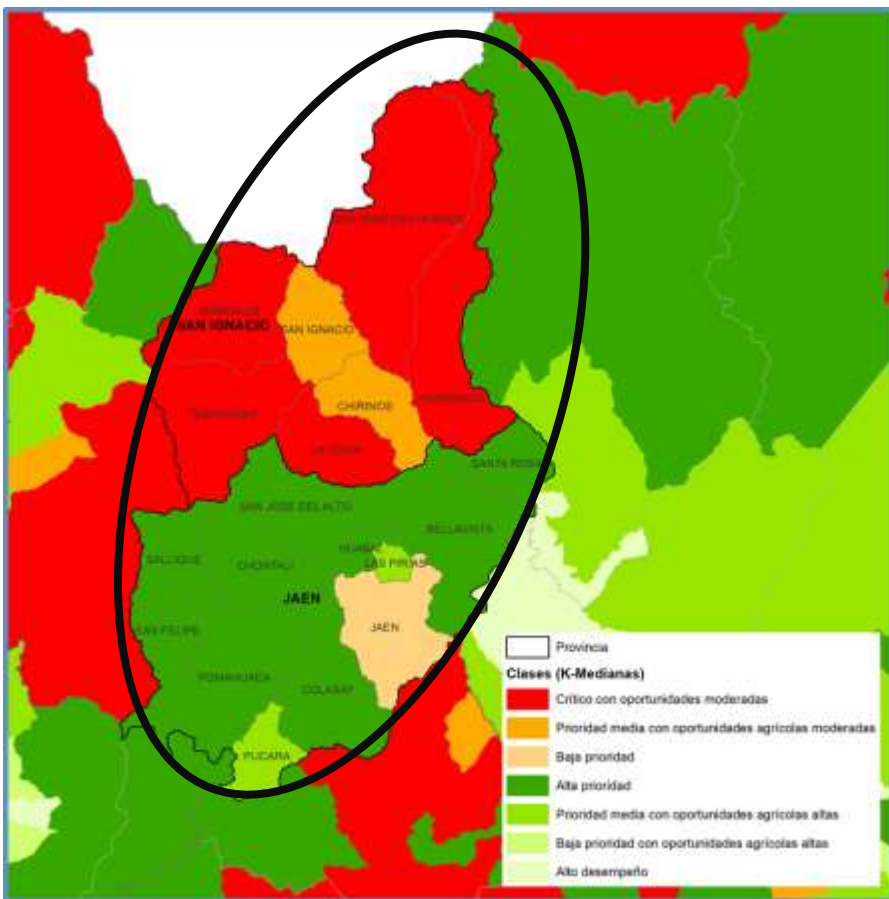 SAN IGNACIO
SAN IGNACIO
CHIRINOS
LA COIPA
SANTA ROSA
SAN JOSE DEL ALTO
BELLAVISTA
HUABAL
LAS PIRIAS
SALLIQUE
CHONTALI
JAEN
JAEN
SAN FELIPE
POMAHUACA
COLASAY
PUCARA
Provincia
Clases (K-Medianas)
Crítico con oportunidades moderadas
Prioridad media con oportunidades agrícolas moderadas
Baja prioridad
Alta prioridad
Prioridad media con oportunidades agrícolas altas
Baja prioridad con oportunidades agrícolas altas
Alto desempeño